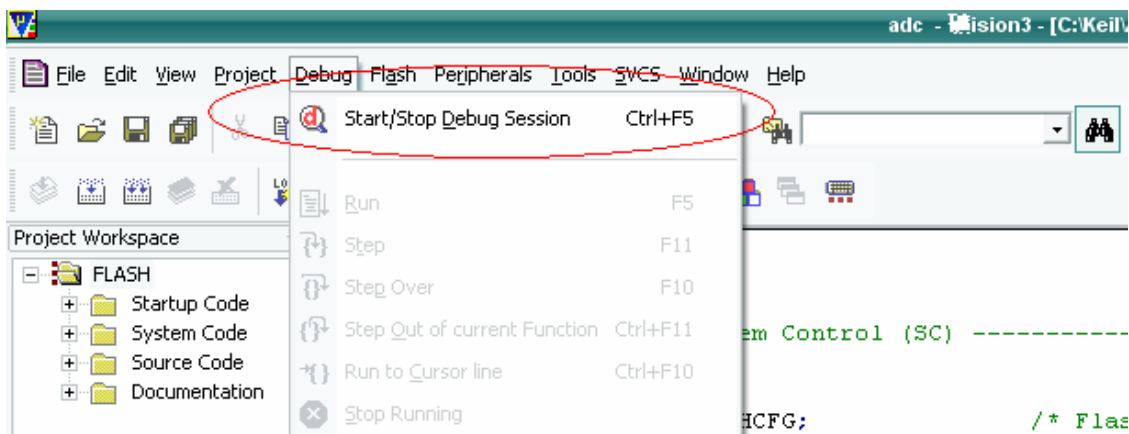 adc - µVision3 - [C:\Keil\
File Edit View Project Debug Flash Peripherals Tools SVCS Window Help
Start/Stop Debug Session Ctrl+F5
Run F5
Step F11
Step Over F10
Step Out of current Function Ctrl+F11
Run to Cursor line Ctrl+F10
Stop Running
Project Workspace
FLASH
Startup Code
System Code
Source Code
Documentation
em Control (SC) -----------
HCFG; /* Flas